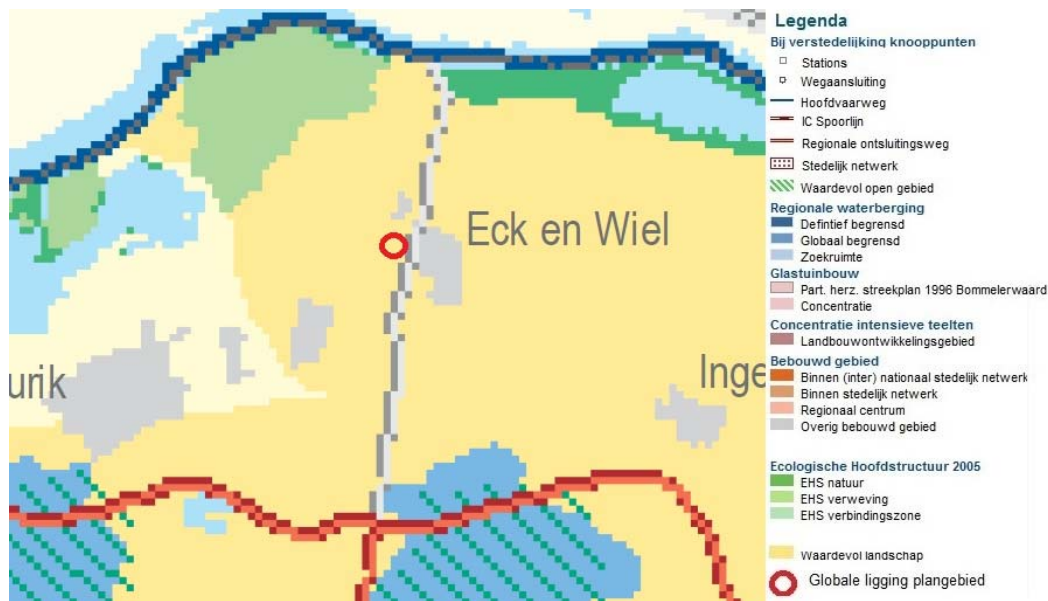 Eck en Wiel
urik
Inge
Legenda
Bij verstedelijking knooppunten
Stations
Wegaansluiting
Hoofdvaarweg
IC Spoorlijn
Regionale ontsluitingsweg
Stedelijk netwerk
Waardevol open gebied
Regionale waterberging
Defintief begrensd
Globaal begrensd
Zoekruimte
Glastuinbouw
Part. herz. streekplan 1996 Bommelerwaard
Concentratie
Concentratie intensieve teelten
Landbouwontwikkelingsgebied
Bebouwd gebied
Binnen (inter) nationaal stedelijk netwerk
Binnen stedelijk netwerk
Regionaal centrum
Overig bebouwd gebied
Ecologische Hoofdstructuur 2005
EHS natuur
EHS verweving
EHS verbindingszone
Waardevol landschap
Globale ligging plangebied